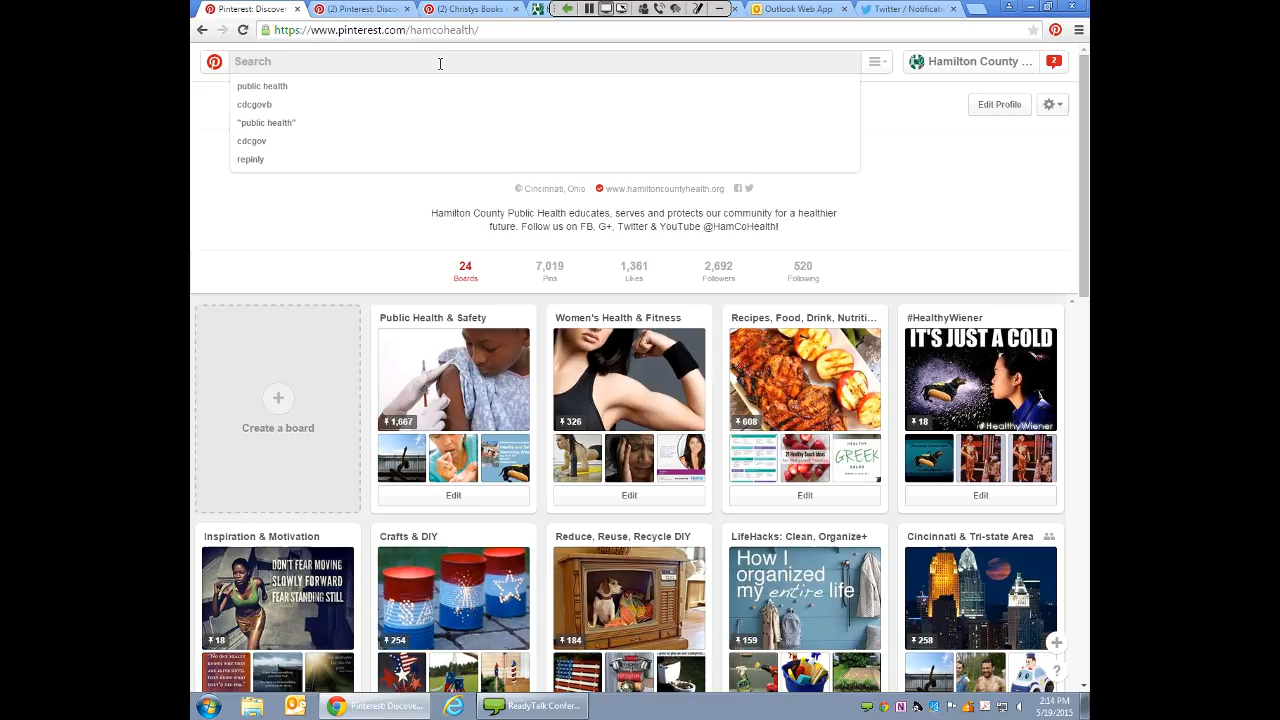 Pinterest: Discover
(2) Pinterest: Disco
(2) Christys Books
Outlook Web App
Twitter / Notificat
https://www.pinterest.com/hamcohealth/
Search
Hamilton County ...
2
public health
cdcgovb
"public health"
cdcgov
repinly
Edit Profile
Cincinnati, Ohio
www.hamiltoncountyhealth.org
Hamilton County Public Health educates, serves and protects our community for a healthier
future. Follow us on FB, G+, Twitter & YouTube @HamCoHealth!
24
7,019
1,361
2,692
520
Boards
Pins
Likes
Followers
Following
Create a board
Public Health & Safety
1,667
Edit
Women's Health & Fitness
326
Edit
Recipes, Food, Drink, Nutriti...
608
HEALTHY
GREEK
SALAD
Edit
#HealthyWiener
IT'S JUST A COLD
#HealthyWiener
18
Edit
Inspiration & Motivation
DON'T FEAR MOVING
SLOWLY FORWARD
FEAR STANDING STILL
18
Crafts & DIY
254
Reduce, Reuse, Recycle DIY
184
LifeHacks: Clean, Organize+
How I
organized
my entire life
159
Cincinnati & Tri-state Area
258
?
Pinterest: Discove...
ReadyTalk Confer...
2:14 PM
5/19/2015